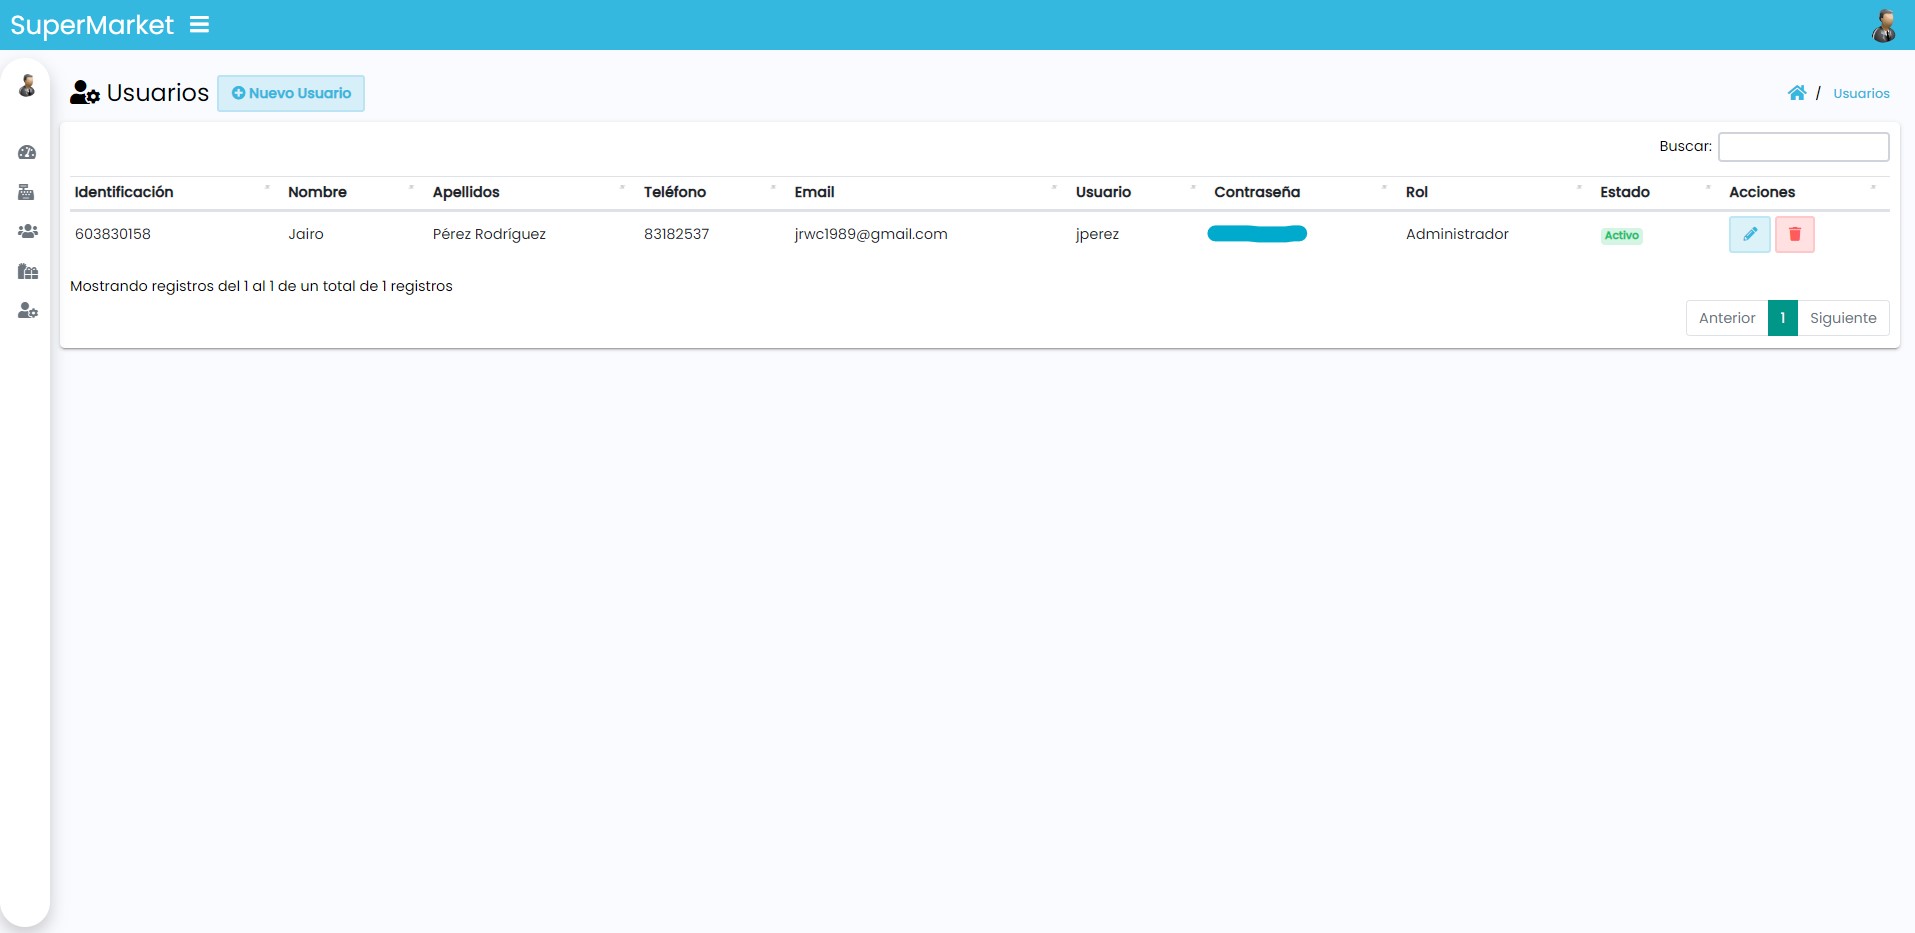 SuperMarket
Usuarios Nuevo Usuario
/ Usuarios
Buscar:
Identificación Nombre Apellidos Teléfono Email Usuario Contraseña Rol Estado Acciones
603830158 Jairo Pérez Rodríguez 83182537 jrwc1989@gmail.com jperez Administrador Activo
Mostrando registros del 1 al 1 de un total de 1 registros
Anterior 1 Siguiente